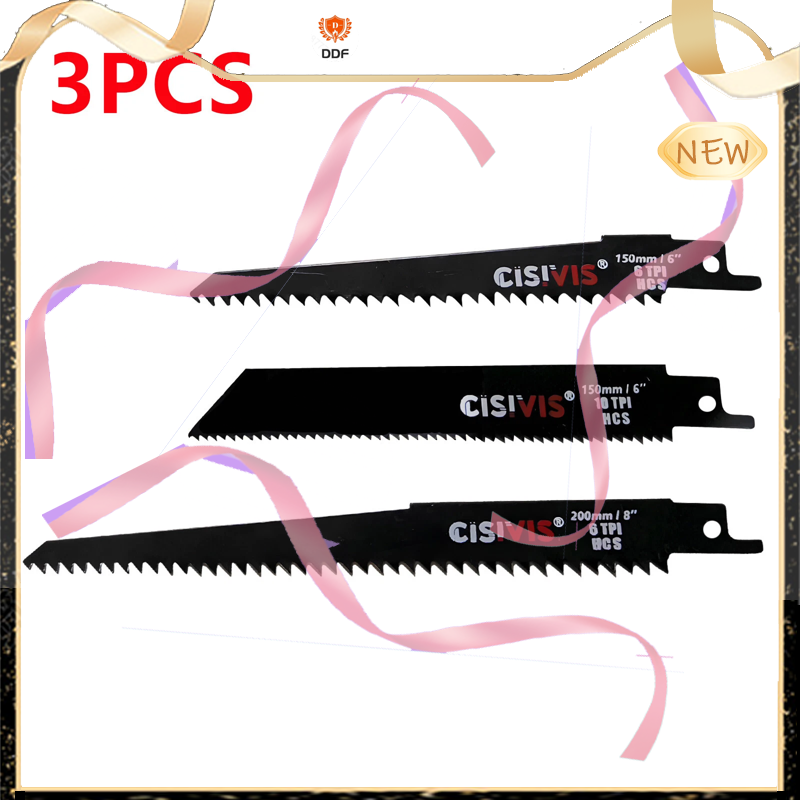 DDF
3PCS
NEW
CISIVIS® 150mm / 6"
6 TPI
HCS
CISIVIS® 150mm / 6"
10 TPI
HCS
CISIVIS® 200mm / 8"
6 TPI
HCS